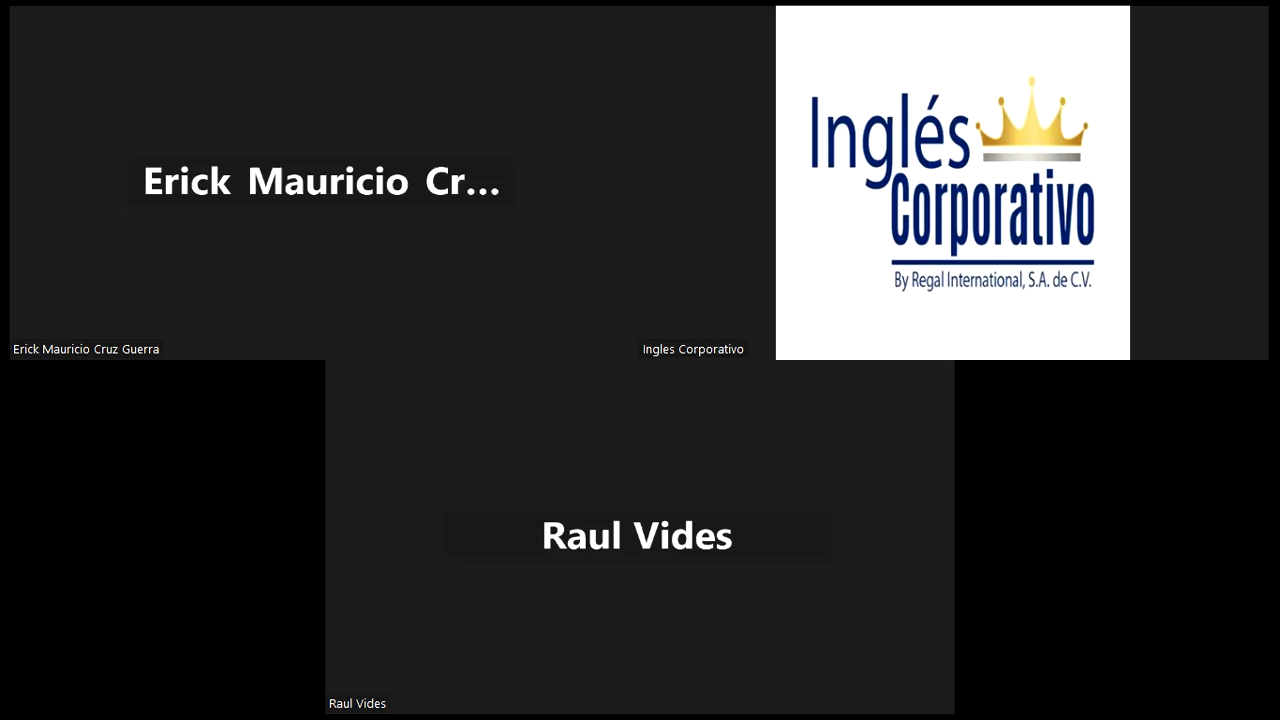 Erick Mauricio Cr...
Erick Mauricio Cruz Guerra
Inglés
Corporativo
By Regal International, S.A. de C.V.
Ingles Corporativo
Raul Vides
Raul Vides